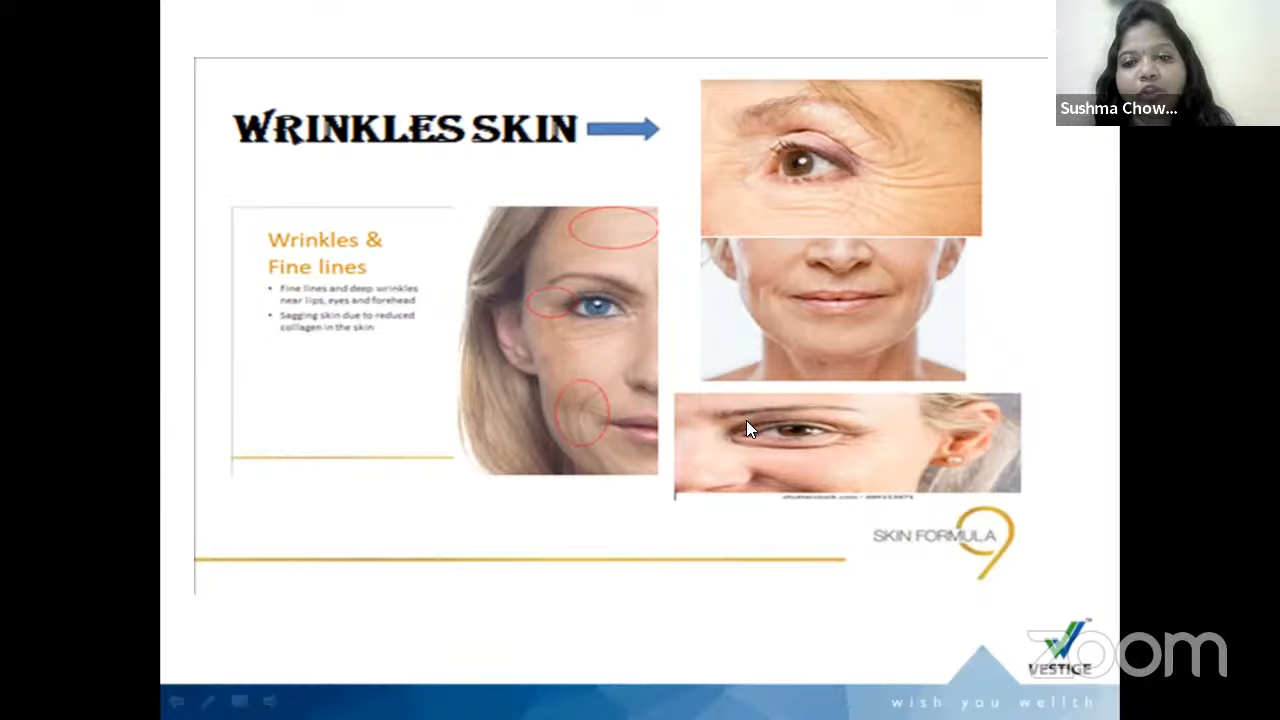 Sushma Chow...
WRINKLES SKIN
Wrinkles &
Fine lines
• Fine lines and deep wrinkles
near lips, eyes and forehead
• Sagging skin due to reduced
collagen in the skin
SKIN FORMULA
9
zoom
VESTIGE
wish you wellth